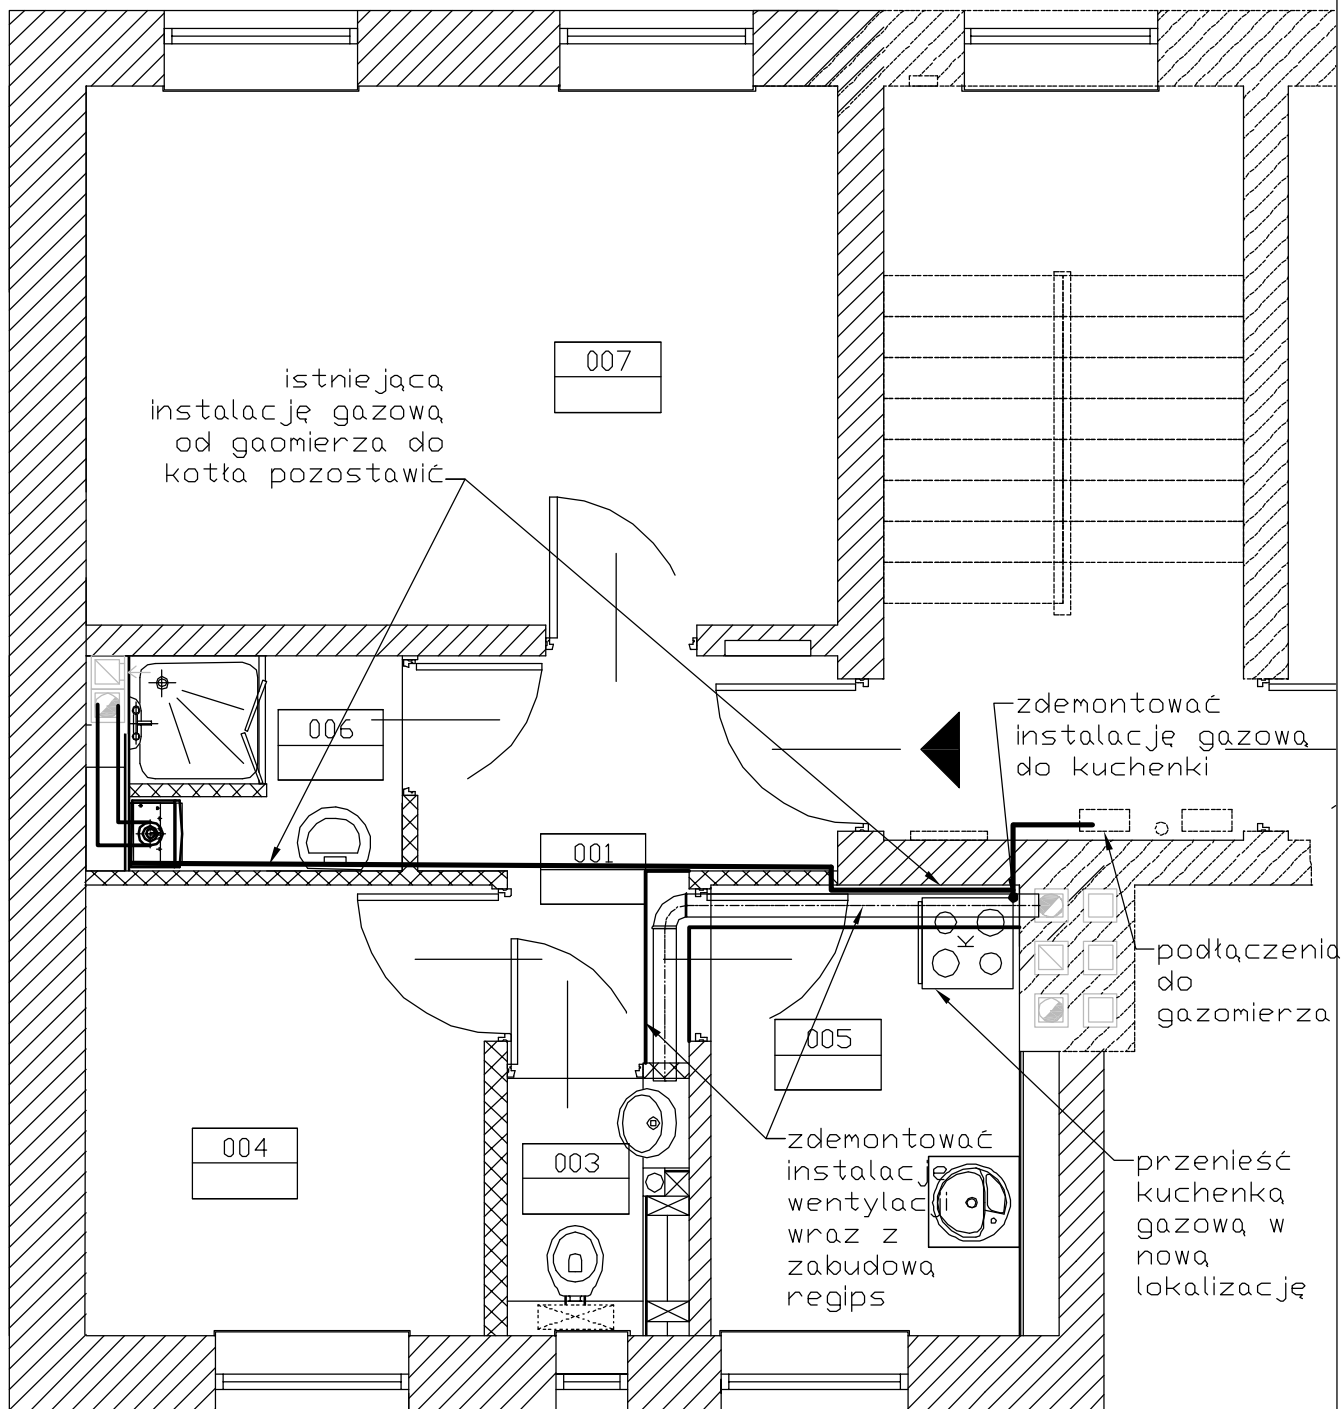 007
istniejącą
instalację gazową
od gaomierza do
kotła pozostawić
006
zdemontować
instalację gazową
do kuchenki
001
K
podłączenia
do
gazomierza
005
004
003
zdemontować
instalację
wentylacji
wraz z
zabudową
regips
przenieść
kuchenką
gazową w
nową
lokalizację